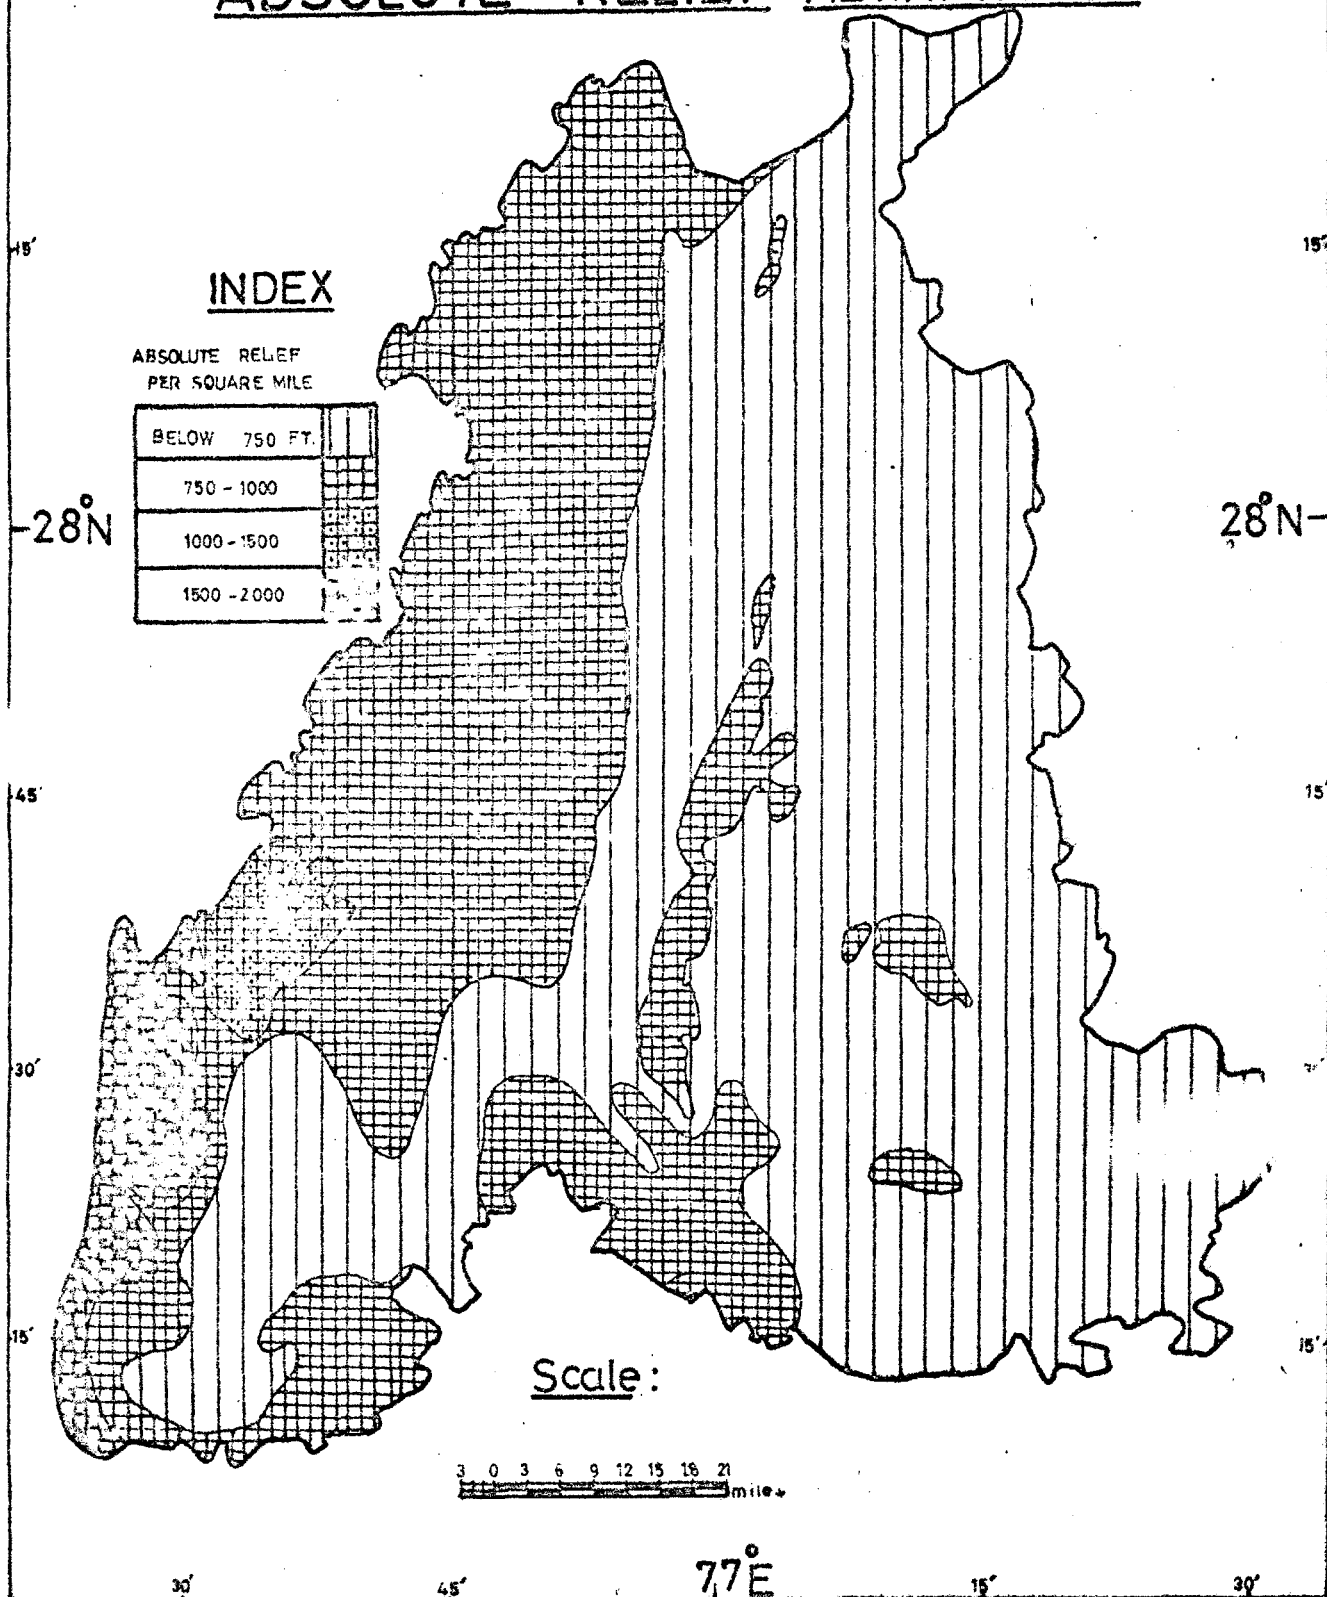 ABSOLUTE RELIEF
15′
15′
INDEX
ABSOLUTE RELIEF
PER SQUARE MILE
BELOW 750 FT.
750 - 1000
1000 - 1500
1500 - 2000
28°N
28°N
45′
15′
30′
15′
15′
Scale:
3 0 3 6 9 12 15 18 21
miles
77°E
30′ 45′ 15′ 30′